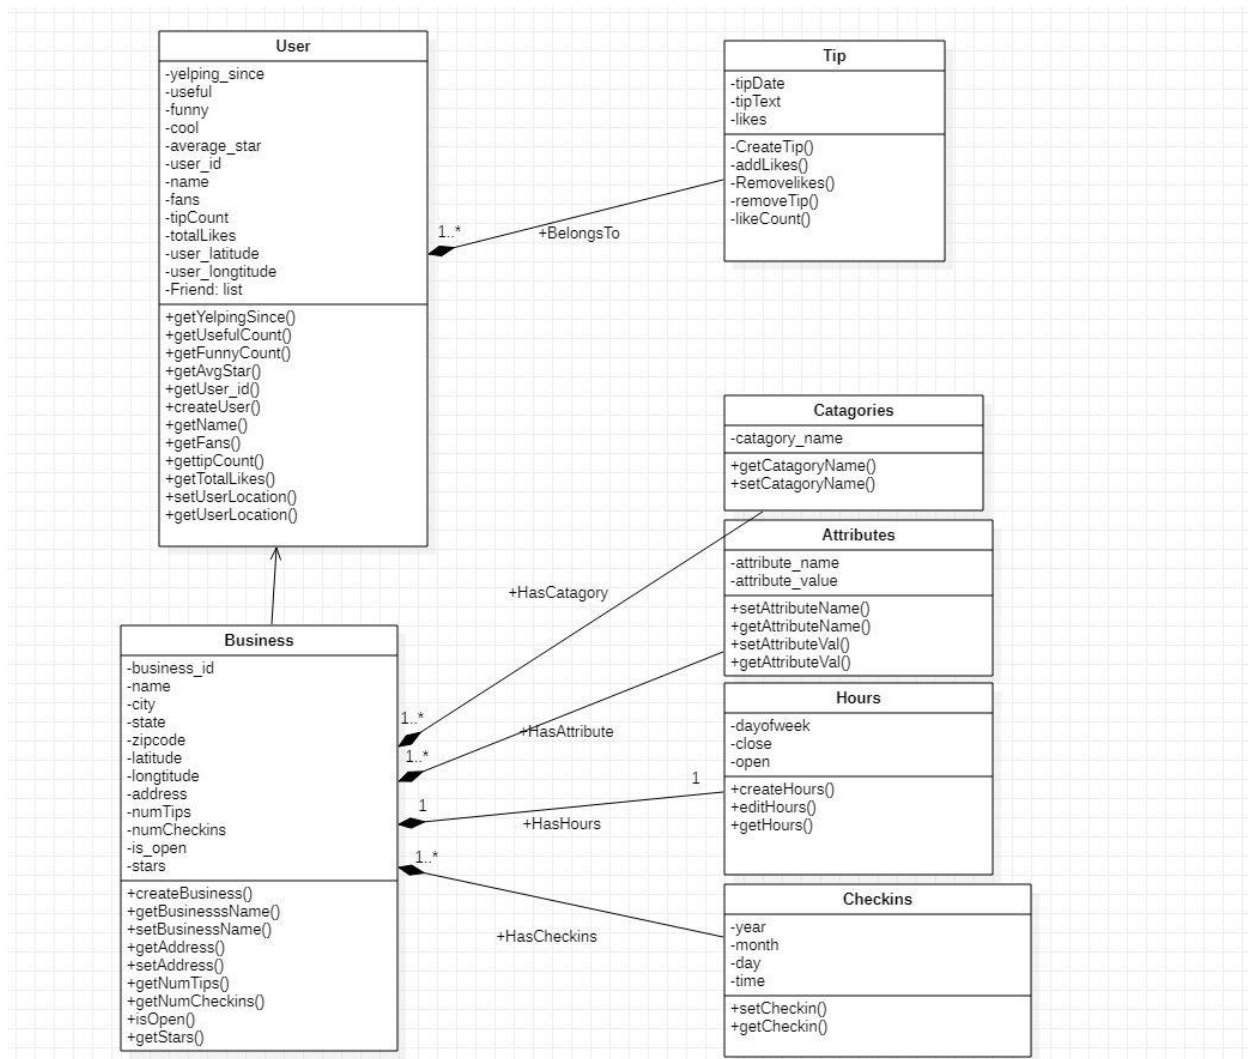 User
-yelping_since
-useful
-funny
-cool
-average_star
-user_id
-name
-fans
-tipCount
-totalLikes
-user_latitude
-user_longtitude
-Friend: list
+getYelpingSince()
+getUsefulCount()
+getFunnyCount()
+getAvgStar()
+getUser_id()
+createUser()
+getName()
+getFans()
+gettipCount()
+getTotalLikes()
+setUserLocation()
+getUserLocation()
1..*
+BelongsTo
Tip
-tipDate
-tipText
-likes
-CreateTip()
-addLikes()
-Removelikes()
-removeTip()
-likeCount()
Catagories
-catagory_name
+getCatagoryName()
+setCatagoryName()
Attributes
-attribute_name
-attribute_value
+setAttributeName()
+getAttributeName()
+setAttributeVal()
+getAttributeVal()
+HasCatagory
Business
-business_id
-name
-city
-state
-zipcode
-latitude
-longtitude
-address
-numTips
-numCheckins
-is_open
-stars
+createBusiness()
+getBusinesssName()
+setBusinessName()
+getAddress()
+setAddress()
+getNumTips()
+getNumCheckins()
+isOpen()
+getStars()
1..*
1..*
+HasAttribute
1
1
+HasHours
1..*
+HasCheckins
Hours
-dayofweek
-close
-open
+createHours()
+editHours()
+getHours()
Checkins
-year
-month
-day
-time
+setCheckin()
+getCheckin()